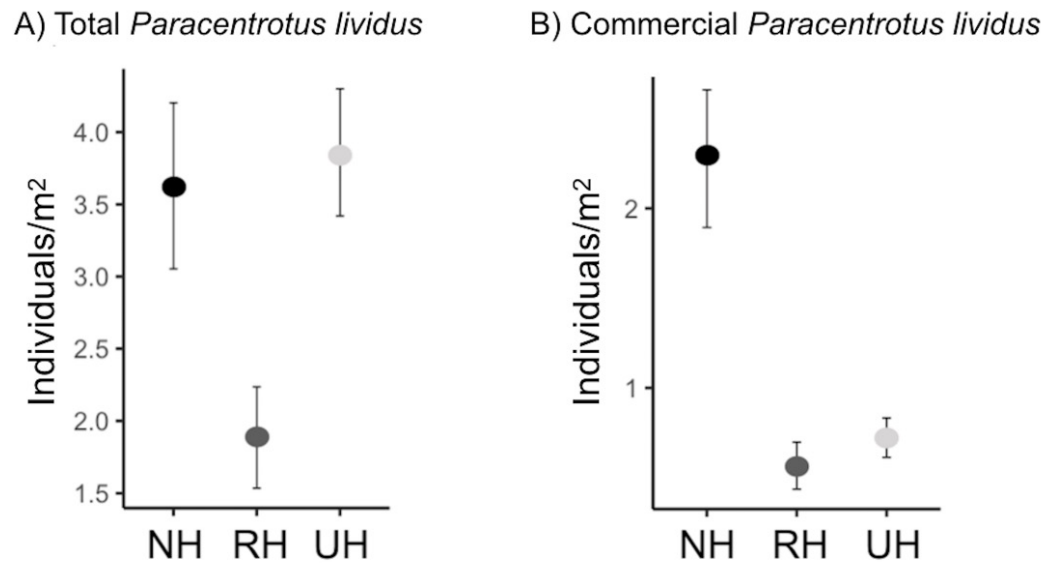 A) Total Paracentrotus lividus
Individuals/m²
4.0
3.5
3.0
2.5
2.0
1.5
NH RH UH
B) Commercial Paracentrotus lividus
Individuals/m²
2
1
NH RH UH